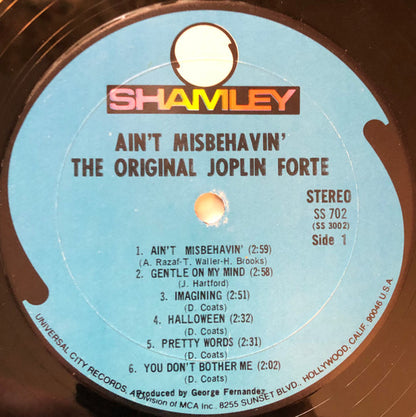 SHAMLEY
AIN'T MISBEHAVIN'
THE ORIGINAL JOPLIN FORTE
STEREO
SS 702
(SS 3002)
Side 1
1. AIN'T MISBEHAVIN' (2:59)
(A. Razaf-T. Waller-H. Brooks)
2. GENTLE ON MY MIND (2:58)
(J. Hartford)
3. IMAGINING (2:51)
(D. Coats)
4. HALLOWEEN (2:32)
(D. Coats)
5. PRETTY WORDS (2:31)
(D. Coats)
6. YOU DON'T BOTHER ME (2:02)
(D. Coats)
Produced by George Fernandez
UNIVERSAL CITY RECORDS, A Division of MCA Inc. 8255 SUNSET BLVD., HOLLYWOOD, CALIF. 90046 U.S.A.